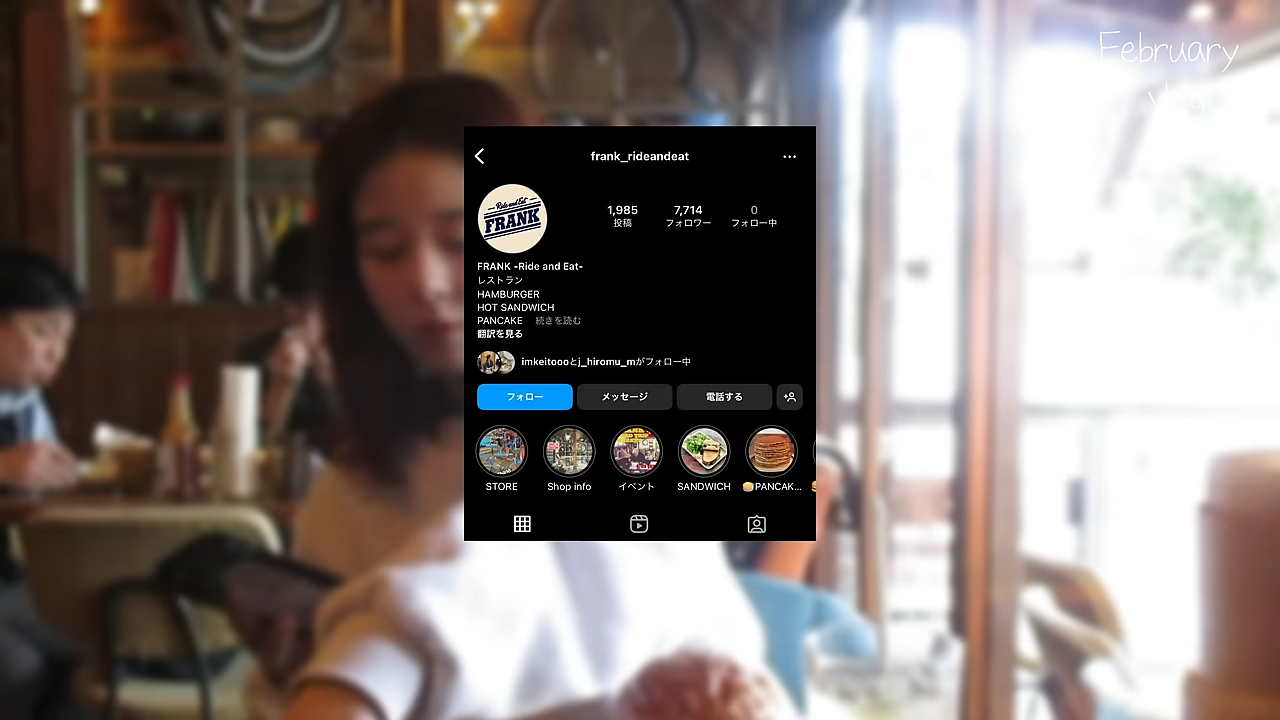 February
vlog
frank_rideandeat
Ride and Eat
FRANK
1,985
投稿
7,714
フォロワー
0
フォロー中
FRANK -Ride and Eat-
レストラン
HAMBURGER
HOT SANDWICH
PANCAKE 続きを読む
翻訳を見る
imkeitoooとj_hiromu_mがフォロー中
フォロー
メッセージ
電話する
STORE
Shop info
イベント
SANDWICH
🥞PANCAK...